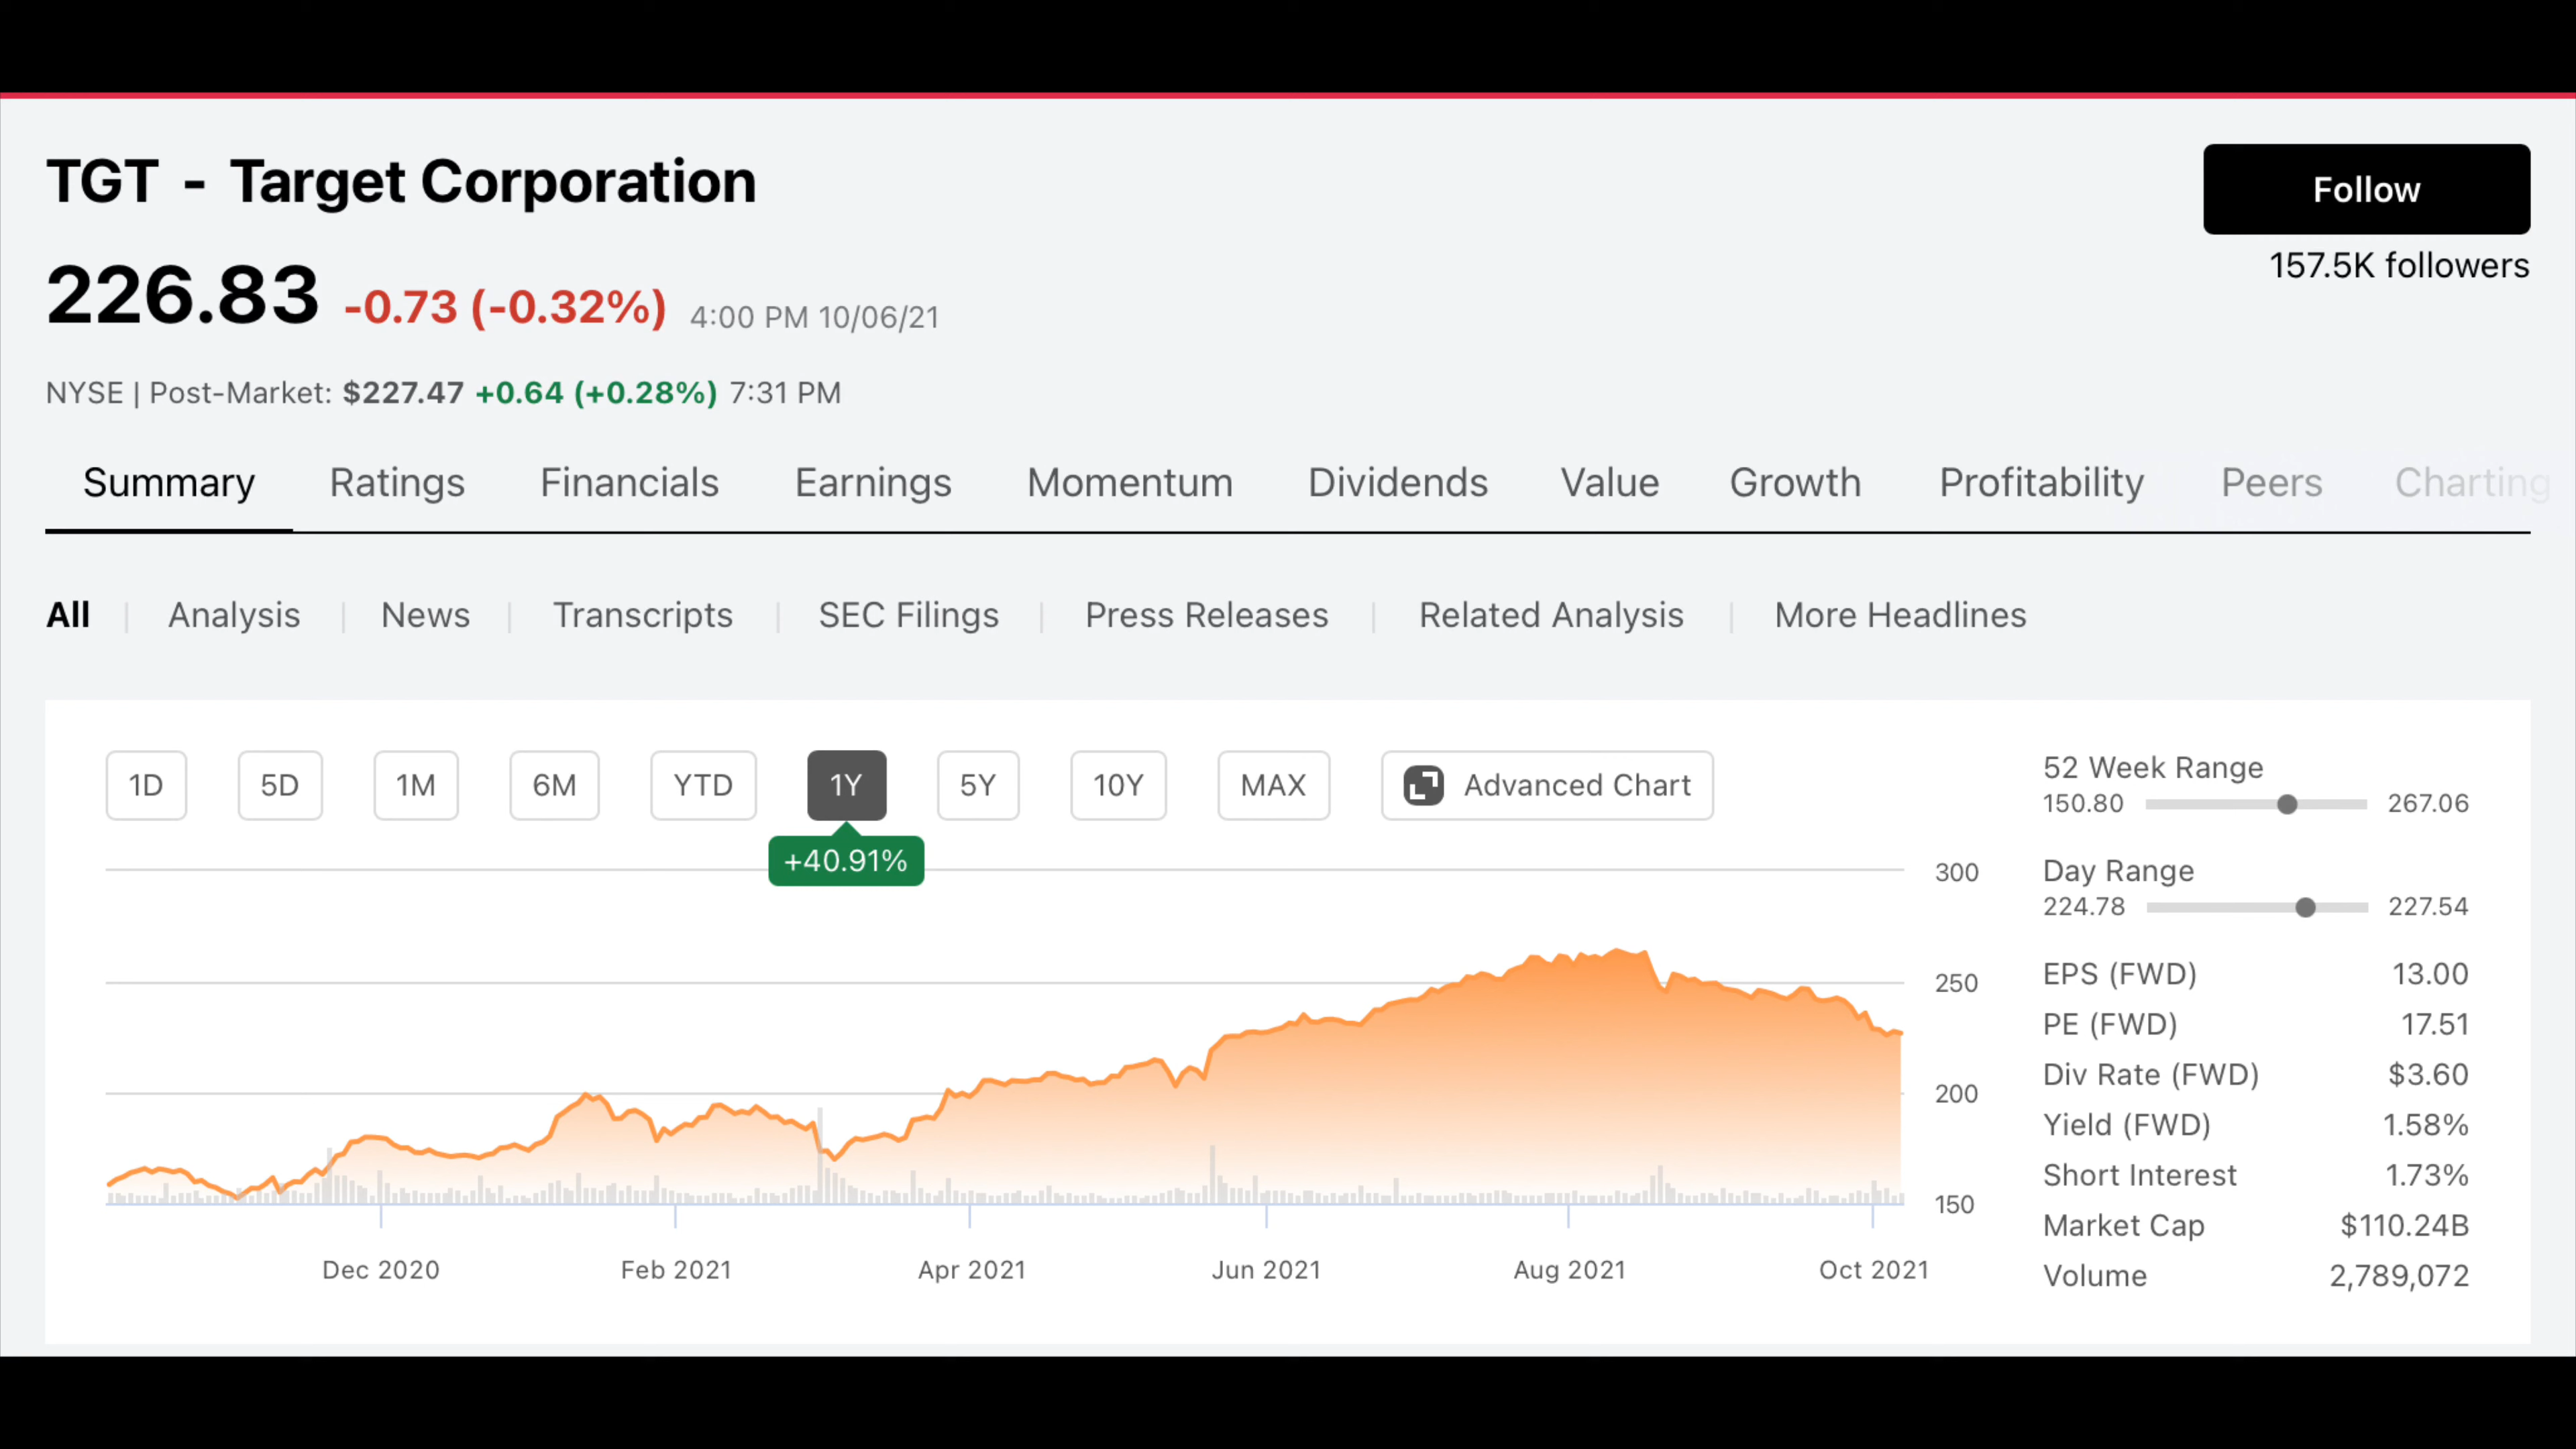 TGT - Target Corporation
Follow
226.83 -0.73 (-0.32%) 4:00 PM 10/06/21
157.5K followers
NYSE | Post-Market: $227.47 +0.64 (+0.28%) 7:31 PM
Summary Ratings Financials Earnings Momentum Dividends Value Growth Profitability Peers Charting
All | Analysis | News | Transcripts | SEC Filings | Press Releases | Related Analysis | More Headlines
1D 5D 1M 6M YTD 1Y 5Y 10Y MAX Advanced Chart
+40.91%
300
250
200
150
Dec 2020 Feb 2021 Apr 2021 Jun 2021 Aug 2021 Oct 2021
52 Week Range
150.80 267.06
Day Range
224.78 227.54
EPS (FWD) 13.00
PE (FWD) 17.51
Div Rate (FWD) $3.60
Yield (FWD) 1.58%
Short Interest 1.73%
Market Cap $110.24B
Volume 2,789,072